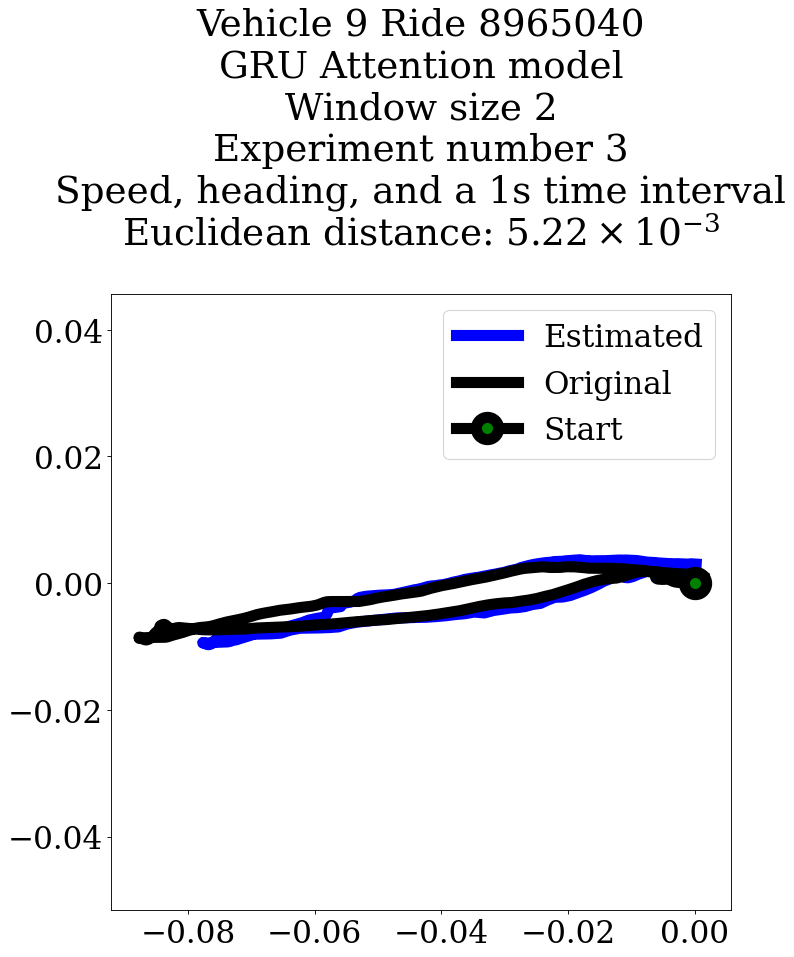 Vehicle 9 Ride 8965040
GRU Attention model
Window size 2
Experiment number 3
Speed, heading, and a 1s time interval
Euclidean distance: 5.22 × 10⁻³
Estimated
Original
Start
0.04
0.02
0.00
−0.02
−0.04
−0.08 −0.06 −0.04 −0.02 0.00